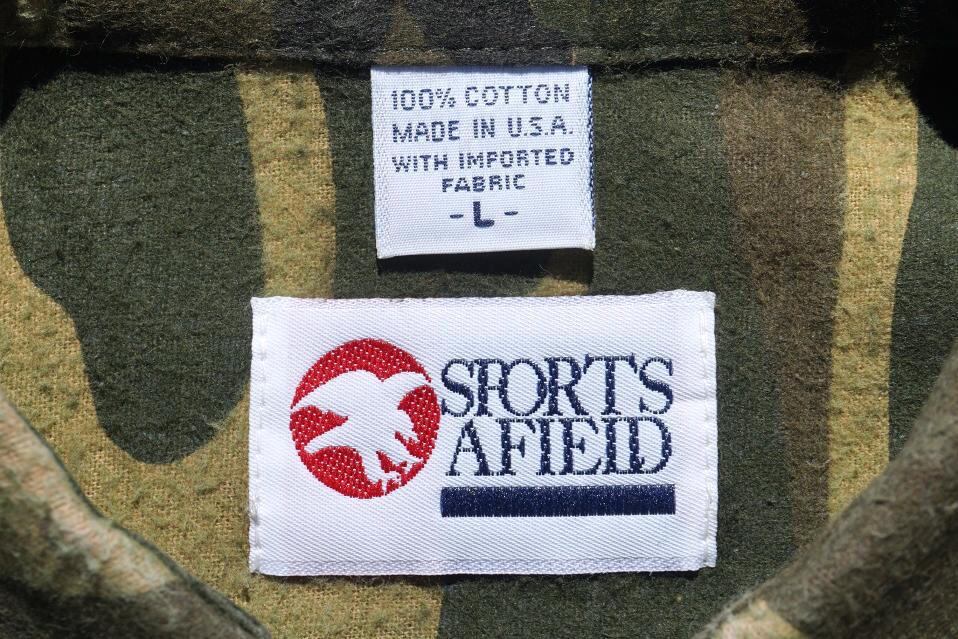 100% COTTON
MADE IN U.S.A.
WITH IMPORTED
FABRIC
-L-
SPORTS
AFIELD